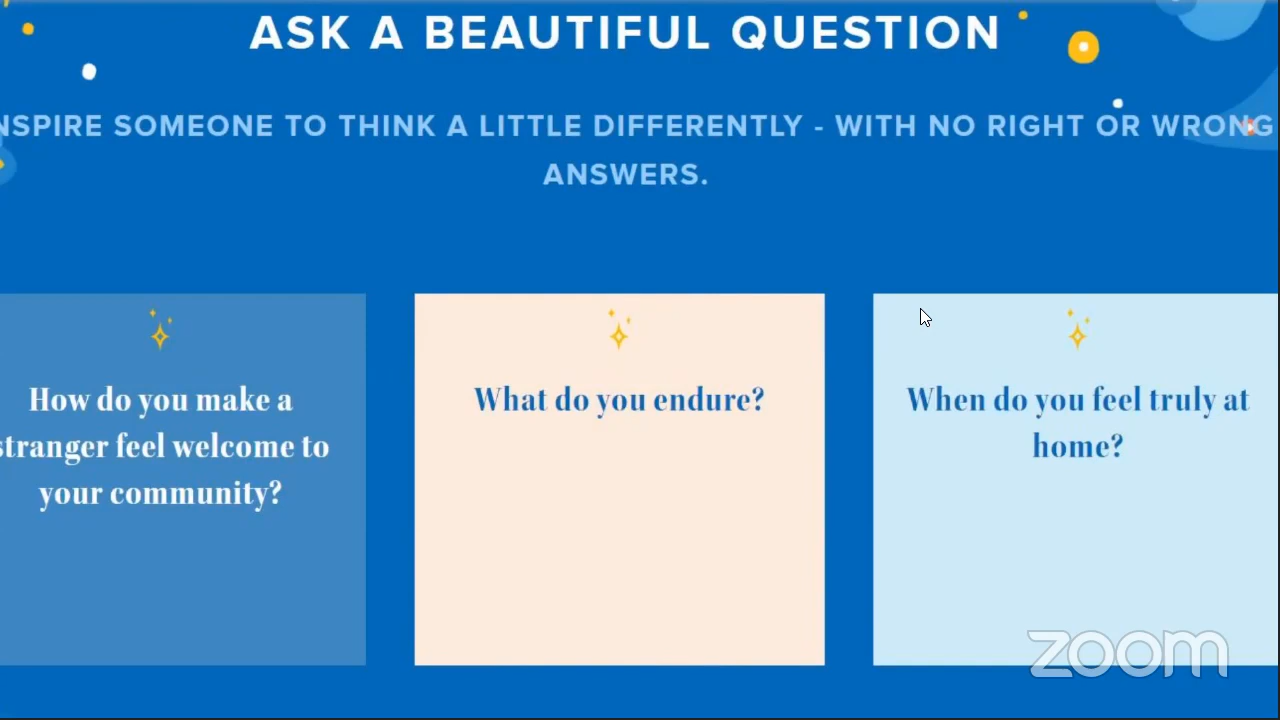 ASK A BEAUTIFUL QUESTION
NSPIRE SOMEONE TO THINK A LITTLE DIFFERENTLY - WITH NO RIGHT OR WRONG
ANSWERS.
How do you make a
stranger feel welcome to
your community?
What do you endure?
When do you feel truly at
home?
zoom